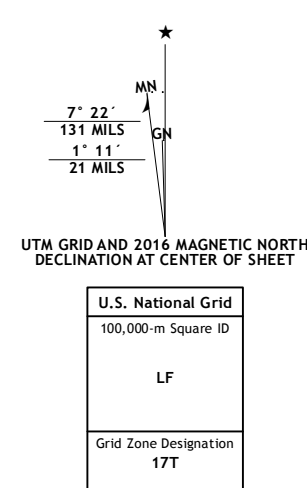 ★
MN
7° 22´
131 MILS
GN
1° 11´
21 MILS
UTM GRID AND 2016 MAGNETIC NORTH
DECLINATION AT CENTER OF SHEET
U.S. National Grid
100,000-m Square ID
LF
Grid Zone Designation
17T